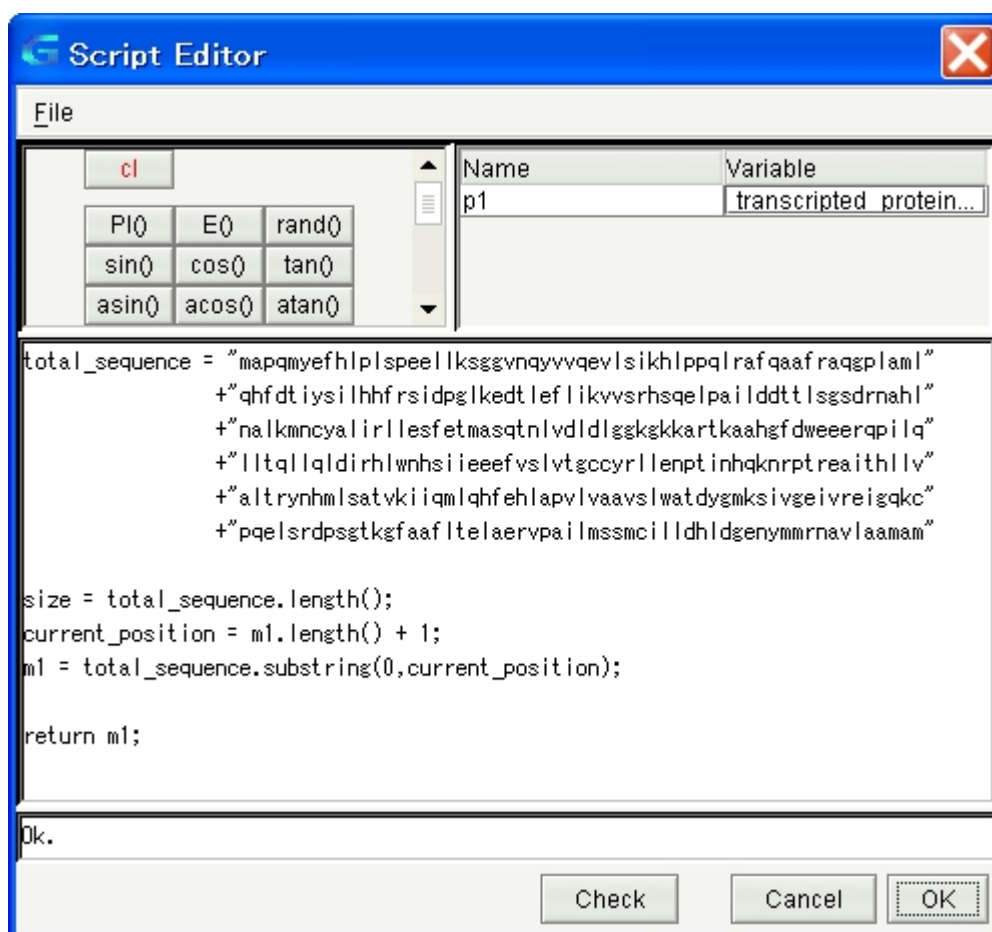 Script Editor
File
cl
PI() E() rand()
sin() cos() tan()
asin() acos() atan()
Name Variable
p1 transcripted protein...
total_sequence = "mapqmyefhlplspeellksggvnqyvvqevlsikhlppqlrafqaafraqgplaml"
+"qhfdtiysilhhfrsidpglkedtleflikvvsrhsqelpailddttlsgsdrnahl"
+"nalkmncyalirllesfetmasqtnlvdldlggkgkkartkaahgfdweeerqpilq"
+"lltqllqldirhlwnhsiieeefvslvtgccyrllenptinhqknrptreaithllv"
+"altrynhmlsatvkiiqmlqhfehlapvlvaavslwatdygmksivgeivreigqkc"
+"pqelsrdpsgtkgfaafltelaervpailmssmcilldhldgenymmrnavlaamam"
size = total_sequence.length();
current_position = m1.length() + 1;
m1 = total_sequence.substring(0,current_position);
return m1;
Ok.
Check Cancel OK